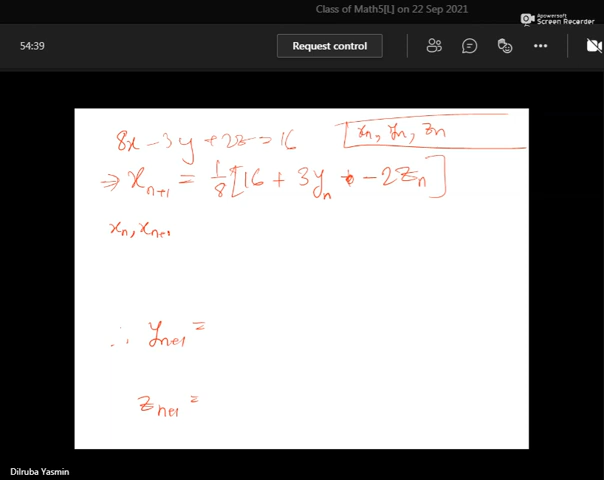 Class of Math5[L] on 22 Sep 2021
Apowersoft
Screen Recorder
54:39
Request control
8x - 3y + 2z = 16
xₙ, yₙ, zₙ
⇒ xₙ₊₁ = 1/8 [16 + 3yₙ - 2zₙ]
xₙ, xₙ₊₁
∴ yₙ₊₁ =
zₙ₊₁ =
Dilruba Yasmin